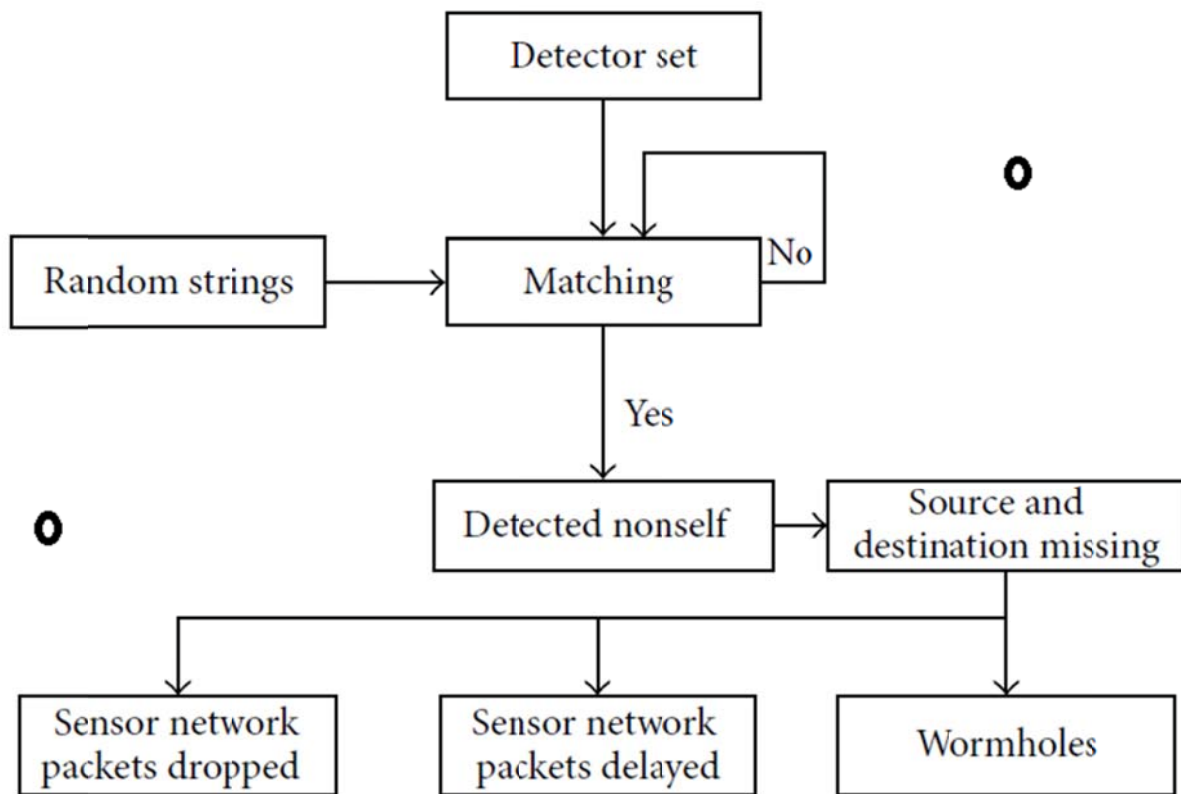 Detector set
No
Random strings
Matching
Yes
Detected nonself
Source and
destination missing
Sensor network
packets dropped
Sensor network
packets delayed
Wormholes